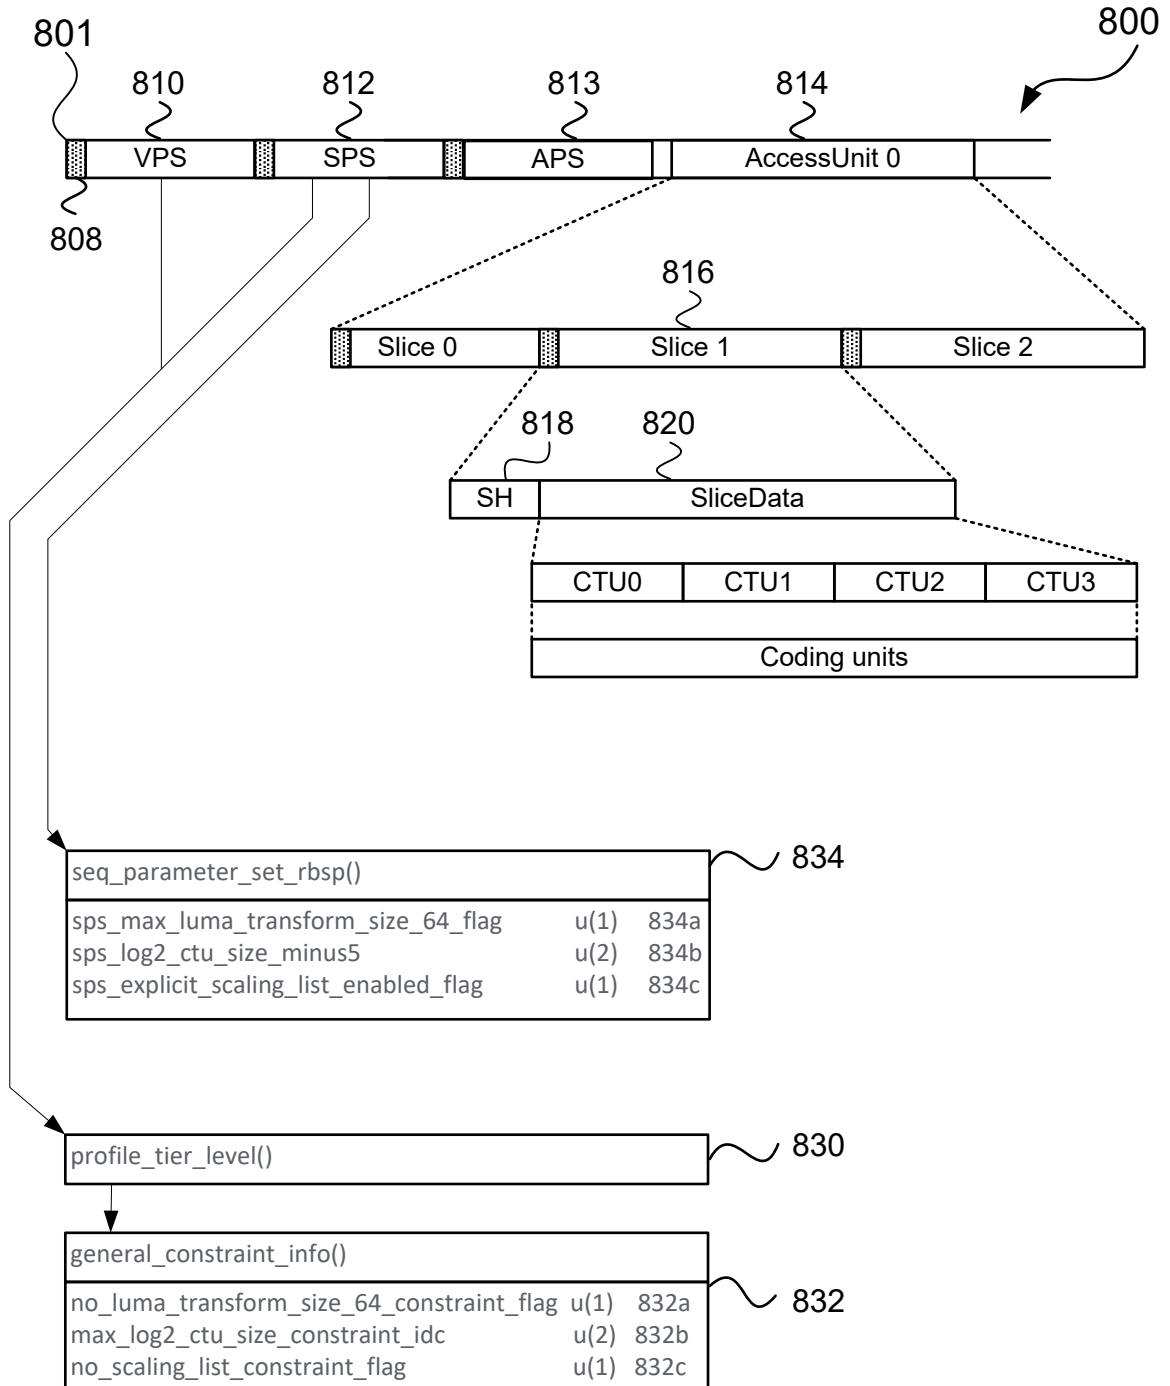 801
800
810
812
813
814
VPS
SPS
APS
AccessUnit 0
808
816
Slice 0
Slice 1
Slice 2
818
820
SH
SliceData
CTU0
CTU1
CTU2
CTU3
Coding units
seq_parameter_set_rbsp()
834
sps_max_luma_transform_size_64_flag u(1) 834a
sps_log2_ctu_size_minus5 u(2) 834b
sps_explicit_scaling_list_enabled_flag u(1) 834c
profile_tier_level()
830
general_constraint_info()
832
no_luma_transform_size_64_constraint_flag u(1) 832a
max_log2_ctu_size_constraint_idc u(2) 832b
no_scaling_list_constraint_flag u(1) 832c